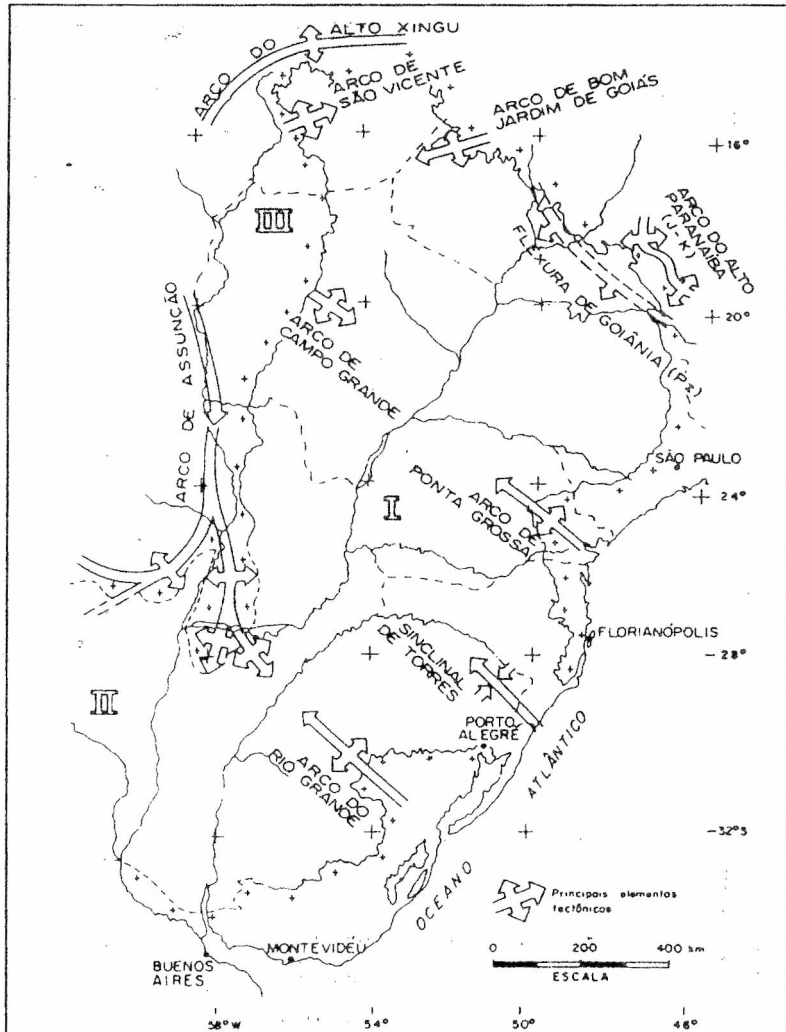 ARCO DO ALTO XINGU
ARCO DE
SÃO VICENTE
ARCO DE BOM
JARDIM DE GOIÁS
16°
III
ARCO DO ALTO
PARANAÍBA
(J-K)
FLEXURA DE GOIÂNIA (Pz)
20°
ARCO DE ASSUNÇÃO
ARCO DE
CAMPO GRANDE
SÃO PAULO
24°
I
ARCO DE
PONTA GROSSA
FLORIANÓPOLIS
28°
SINCLINAL
DE TORRES
II
PORTO
ALEGRE
ARCO DO
RIO GRANDE
OCEANO ATLÂNTICO
32°S
Principais elementos
tectônicos
MONTEVIDÉU
BUENOS
AIRES
0 200 400 km
ESCALA
58°W 54° 50° 46°